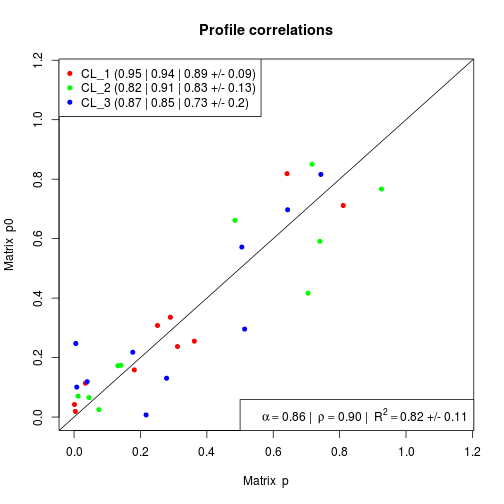 Profile correlations
CL_1 (0.95 | 0.94 | 0.89 +/- 0.09)
CL_2 (0.82 | 0.91 | 0.83 +/- 0.13)
CL_3 (0.87 | 0.85 | 0.73 +/- 0.2)
Matrix p0
1.2
1.0
0.8
0.6
0.4
0.2
0.0
α = 0.86 | ρ = 0.90 | R² = 0.82 +/- 0.11
0.0 0.2 0.4 0.6 0.8 1.0 1.2
Matrix p